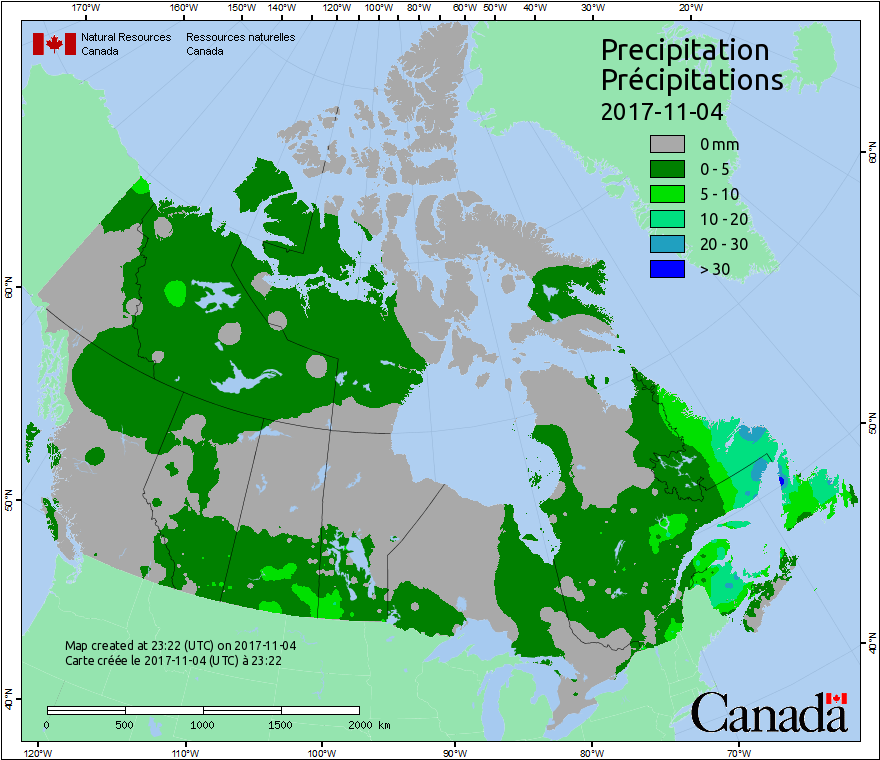 170°W 160°W 150°W 140°W 130°W 120°W 110°W 100°W 90°W 80°W 70°W 60°W 50°W 40°W 30°W 20°W
Natural Resources Canada
Ressources naturelles Canada
Precipitation
Précipitations
2017-11-04
0 mm
0 - 5
5 - 10
10 - 20
20 - 30
> 30
60°N
50°N
40°N
60°N
50°N
40°N
Map created at 23:22 (UTC) on 2017-11-04
Carte créée le 2017-11-04 (UTC) à 23:22
0 500 1000 1500 2000 km
Canada
120°W 110°W 100°W 90°W 80°W 70°W